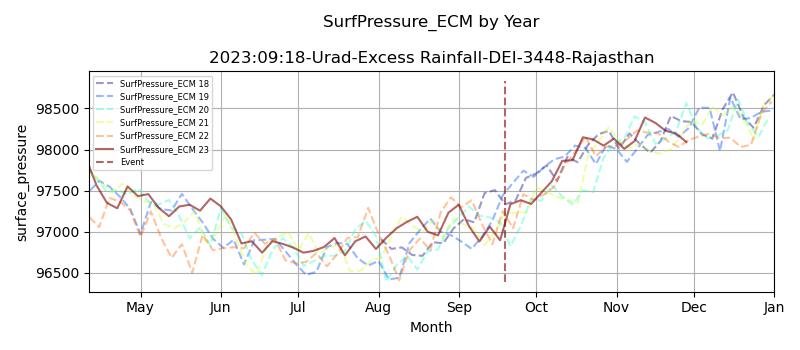 SurfPressure_ECM by Year
2023:09:18-Urad-Excess Rainfall-DEI-3448-Rajasthan
SurfPressure_ECM 18
SurfPressure_ECM 19
SurfPressure_ECM 20
SurfPressure_ECM 21
SurfPressure_ECM 22
SurfPressure_ECM 23
Event
surface_pressure
98500
98000
97500
97000
96500
May Jun Jul Aug Sep Oct Nov Dec Jan
Month